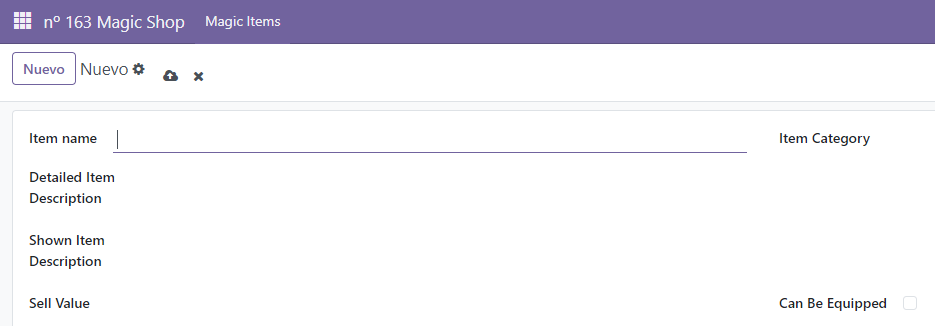 nº 163 Magic Shop Magic Items
Nuevo Nuevo
Item name Item Category
Detailed Item
Description
Shown Item
Description
Sell Value Can Be Equipped